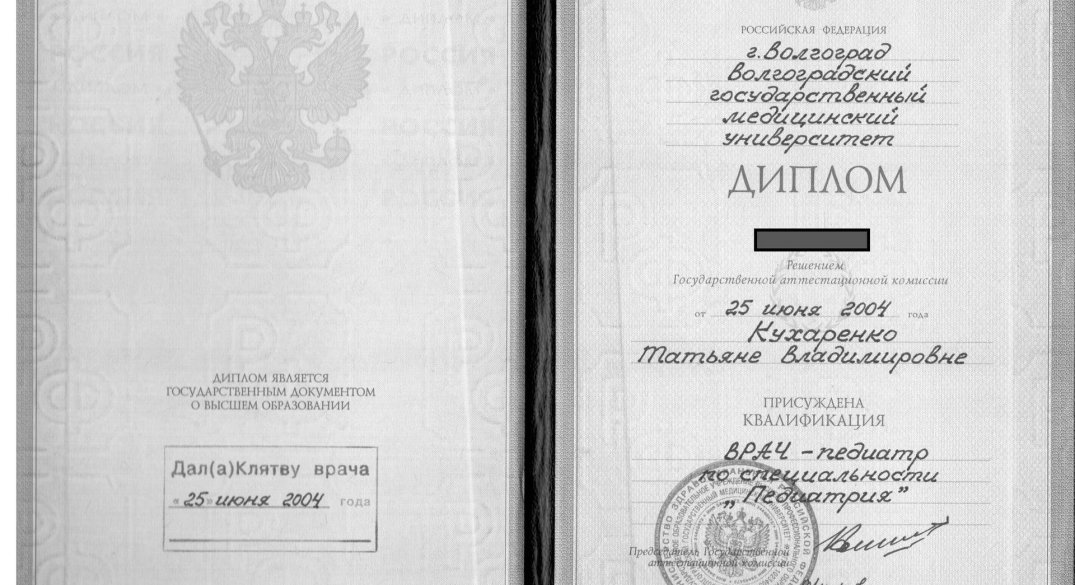 ДИПЛОМ ЯВЛЯЕТСЯ
ГОСУДАРСТВЕННЫМ ДОКУМЕНТОМ
О ВЫСШЕМ ОБРАЗОВАНИИ
Дал(а)Клятву врача
«25» июня 2004 года
РОССИЙСКАЯ ФЕДЕРАЦИЯ
г. Волгоград
Волгоградский
государственный
медицинский
университет
ДИПЛОМ
Решением
Государственной аттестационной комиссии
от 25 июня 2004 года
Кухаренко
Татьяне Владимировне
ПРИСУЖДЕНА
КВАЛИФИКАЦИЯ
ВРАЧ – педиатр
по специальности
„Педиатрия”
Председатель Государственной
аттестационной комиссии